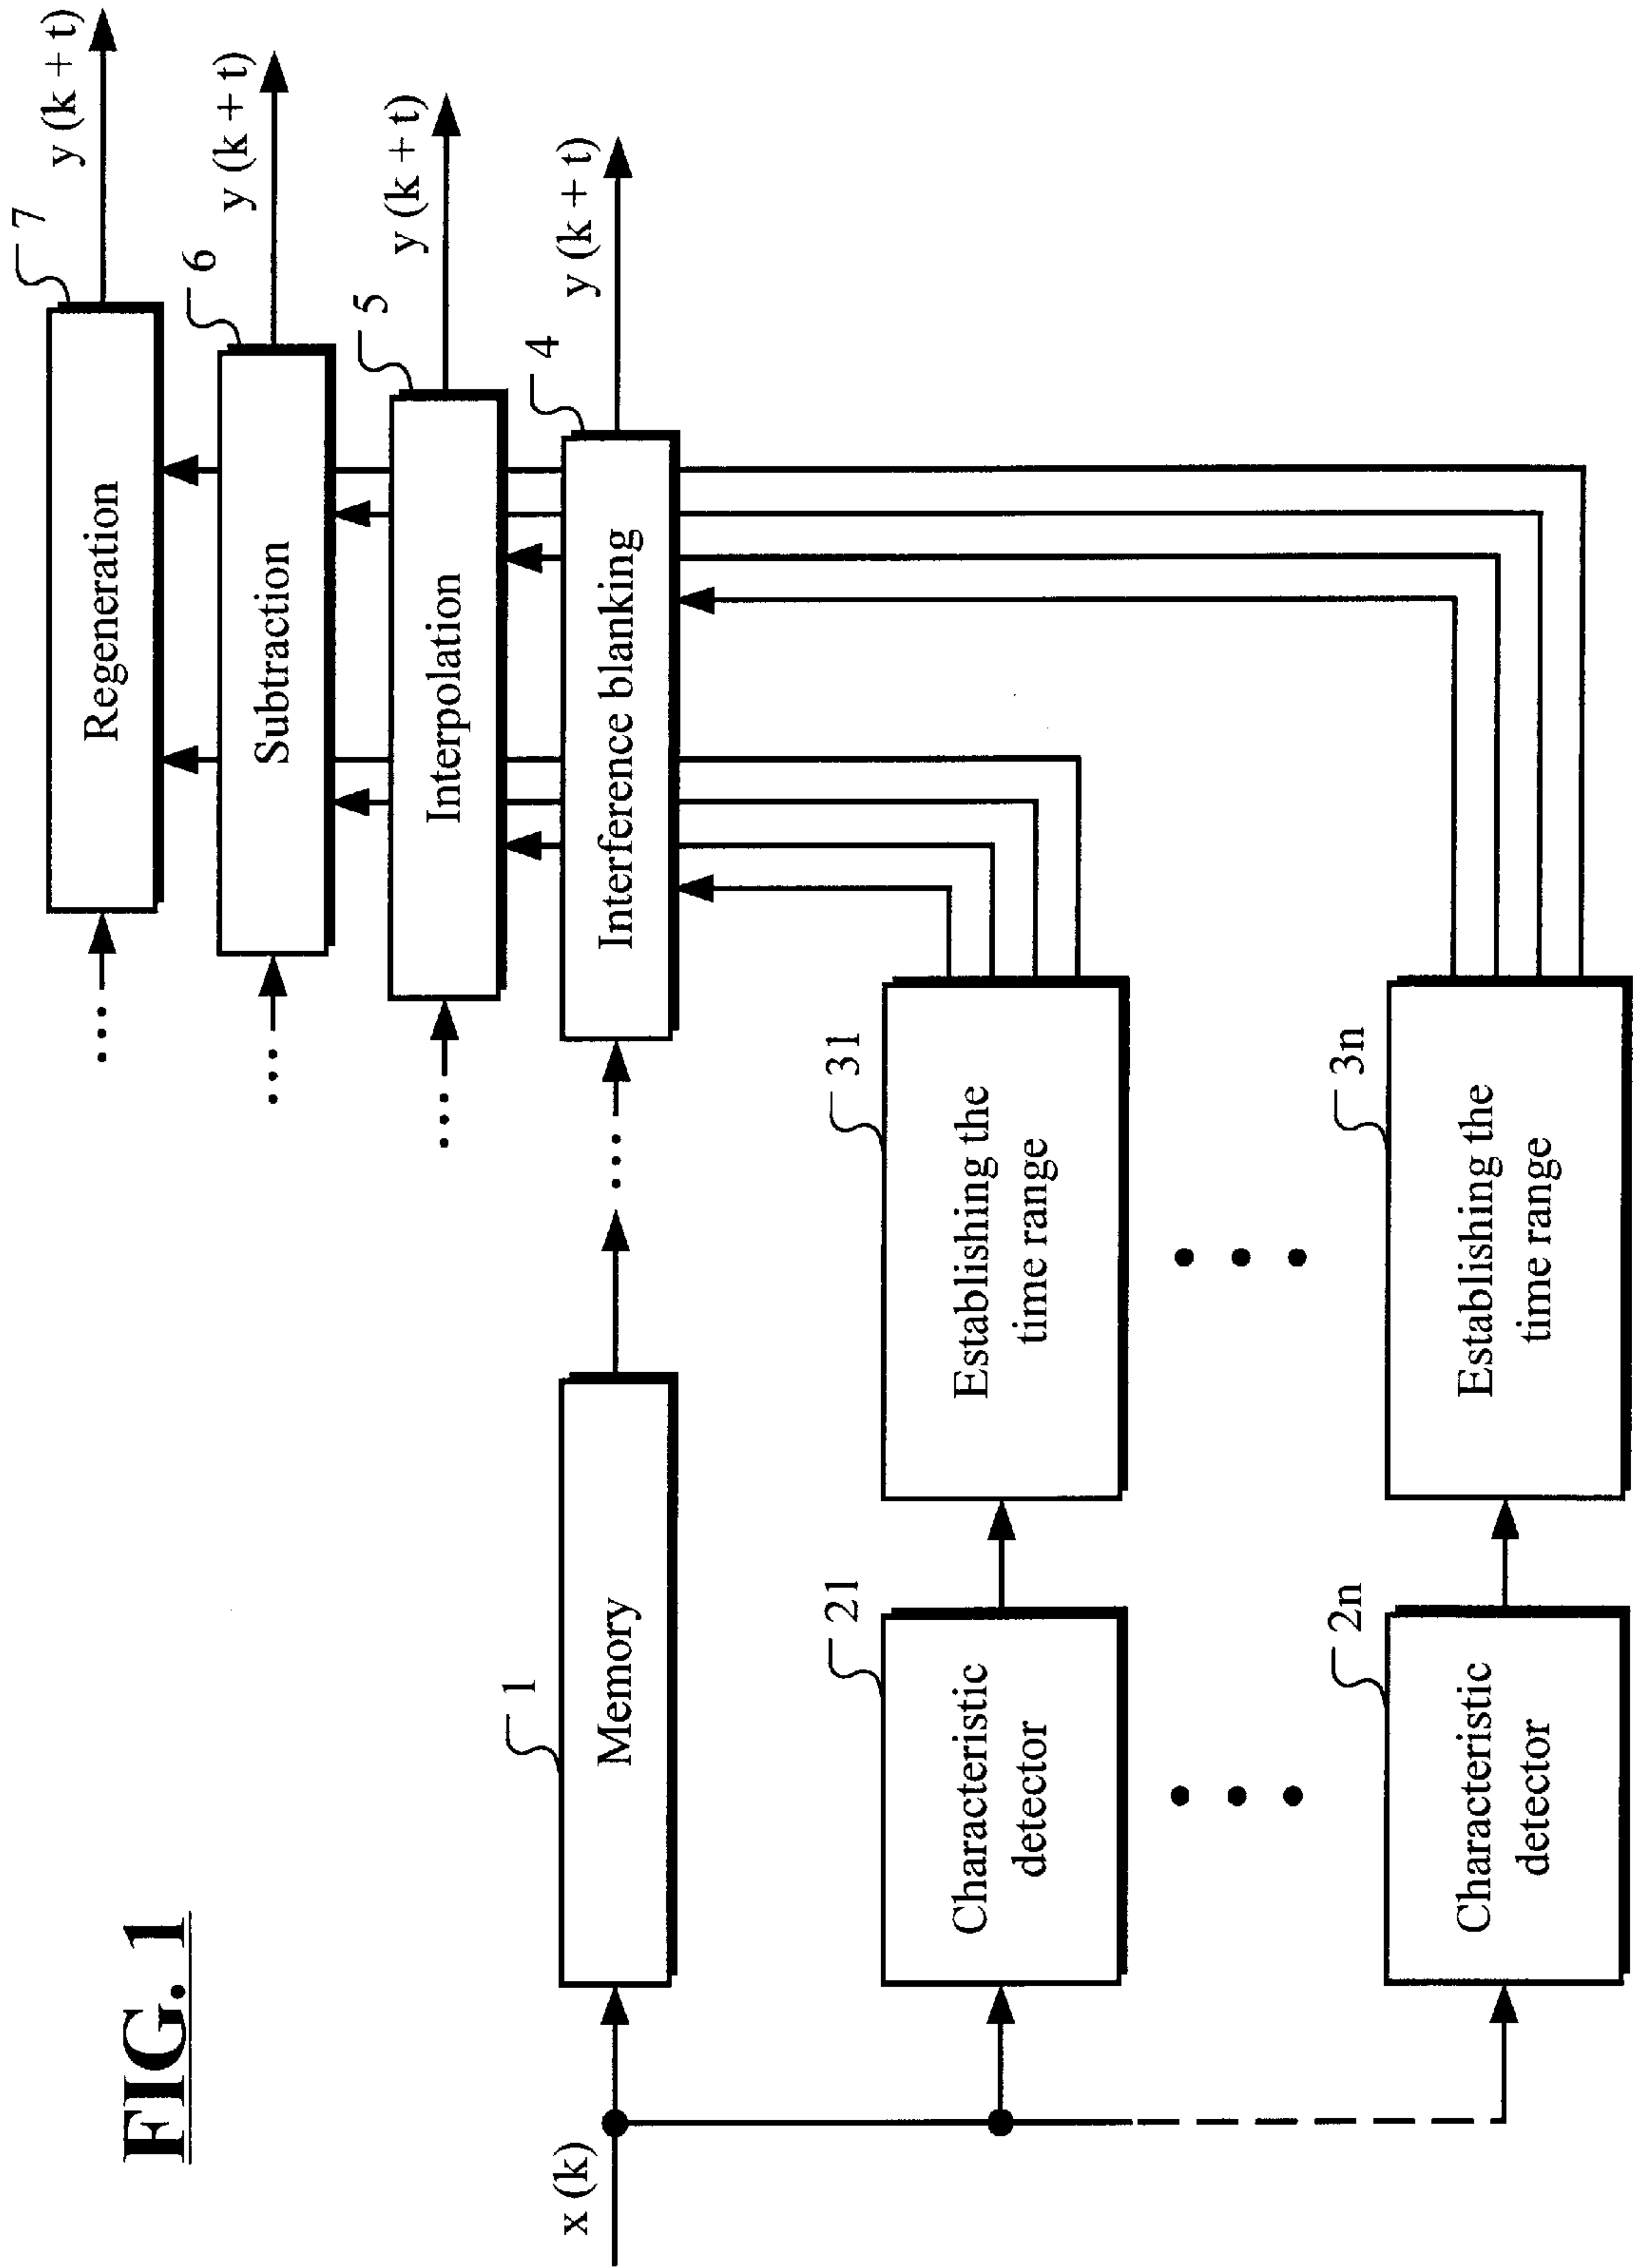 FIG. 1
7
y (k + t)
Regeneration
...
6
y (k + t)
Subtraction
...
5
y (k + t)
Interpolation
...
4
y (k + t)
Interference blanking
...
x (k)
1
Memory
21
Characteristic
detector
31
Establishing the
time range
2n
Characteristic
detector
3n
Establishing the
time range